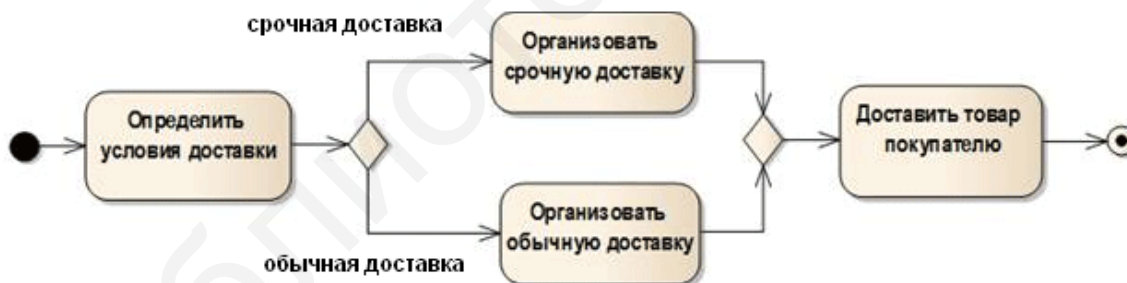 срочная доставка
Организовать
срочную доставку
Определить
условия доставки
Доставить товар
покупателю
Организовать
обычную доставку
обычная доставка